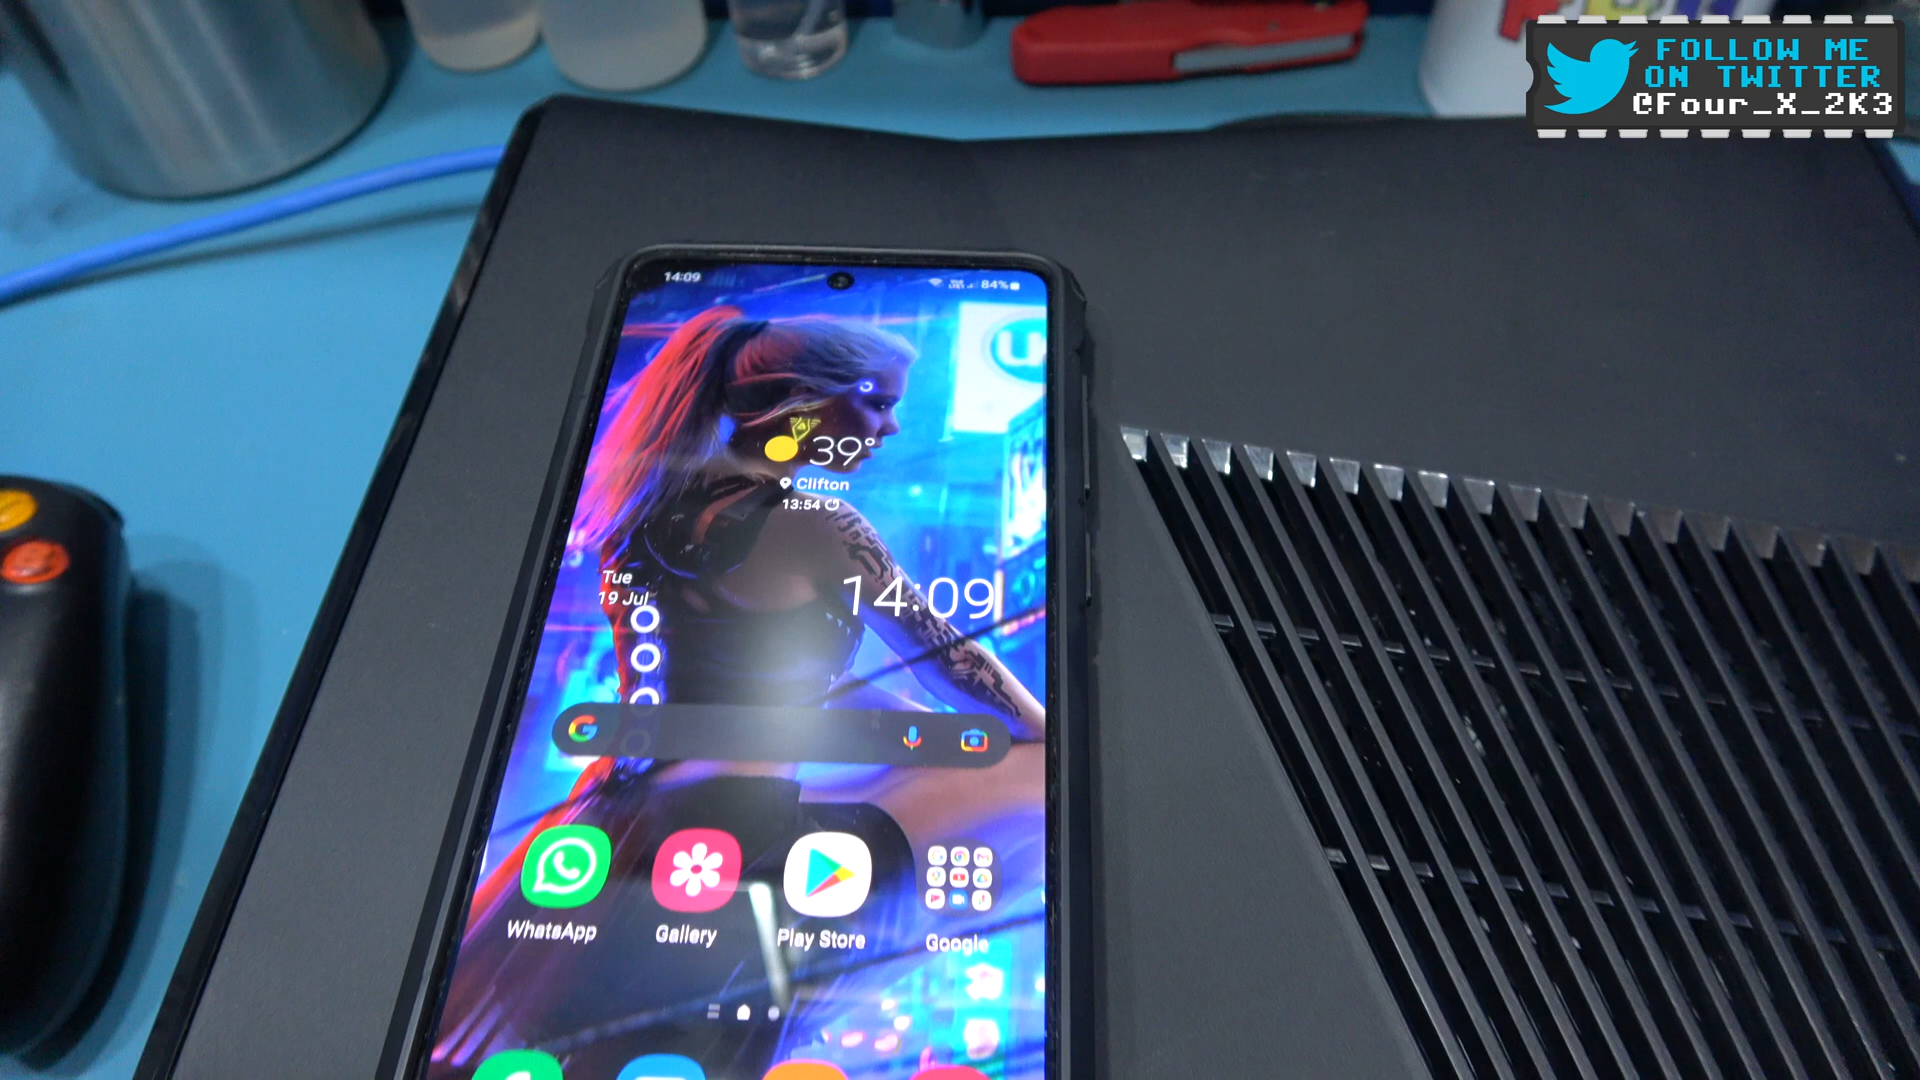 FOLLOW ME
ON TWITTER
@Four_X_2K3
14:09
84%
39°
Clifton
13:54
Tue
19 Jul
14:09
WhatsApp
Gallery
Play Store
Google